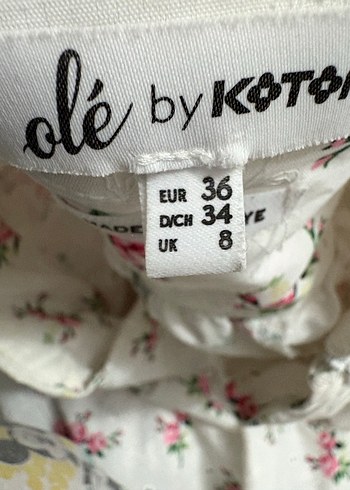 olé by KOTON
EUR 36
D/CH 34
UK 8